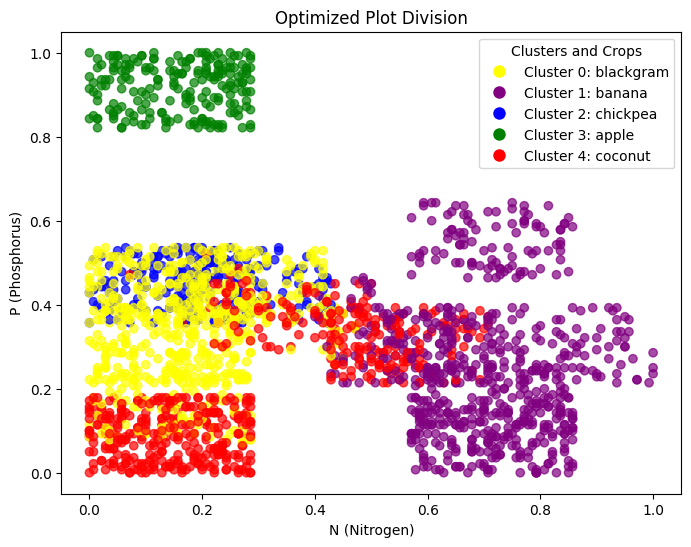 Optimized Plot Division
Clusters and Crops
Cluster 0: blackgram
Cluster 1: banana
Cluster 2: chickpea
Cluster 3: apple
Cluster 4: coconut
P (Phosphorus)
1.0
0.8
0.6
0.4
0.2
0.0
0.0 0.2 0.4 0.6 0.8 1.0
N (Nitrogen)